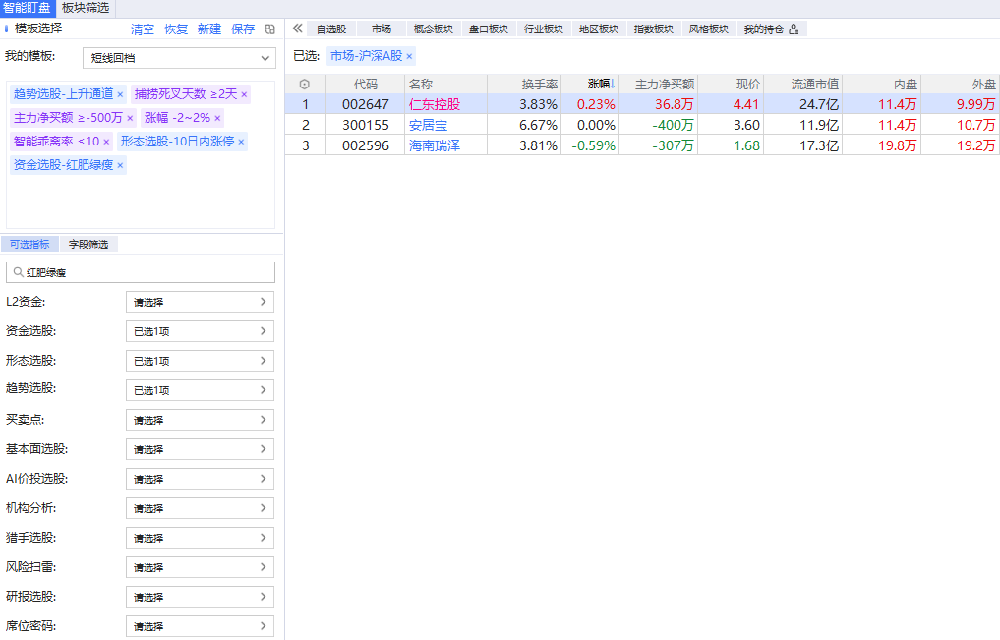 智能盯盘 板块筛选
模板选择 清空 恢复 新建 保存
自选股 市场 概念板块 盘口板块 行业板块 地区板块 指数板块 风格板块 我的持仓
我的模板: 短线回档
已选: 市场-沪深A股 ×
趋势选股-上升通道 × 捕捞死叉天数 ≥2天 ×
主力净买额 ≥-500万 × 涨幅 -2~2% ×
智能乖离率 ≤10 × 形态选股-10日内涨停 ×
资金选股-红肥绿瘦 ×
代码 名称 换手率 涨幅↓ 主力净买额 现价 流通市值 内盘 外盘
1 002647 仁东控股 3.83% 0.23% 36.8万 4.41 24.7亿 11.4万 9.99万
2 300155 安居宝 6.67% 0.00% -400万 3.60 11.9亿 11.4万 10.7万
3 002596 海南瑞泽 3.81% -0.59% -307万 1.68 17.3亿 19.8万 19.2万
可选指标 字段筛选
红肥绿瘦
L2资金: 请选择
资金选股: 已选1项
形态选股: 已选1项
趋势选股: 已选1项
买卖点: 请选择
基本面选股: 请选择
AI价投选股: 请选择
机构分析: 请选择
猎手选股: 请选择
风险扫雷: 请选择
研报选股: 请选择
席位密码: 请选择